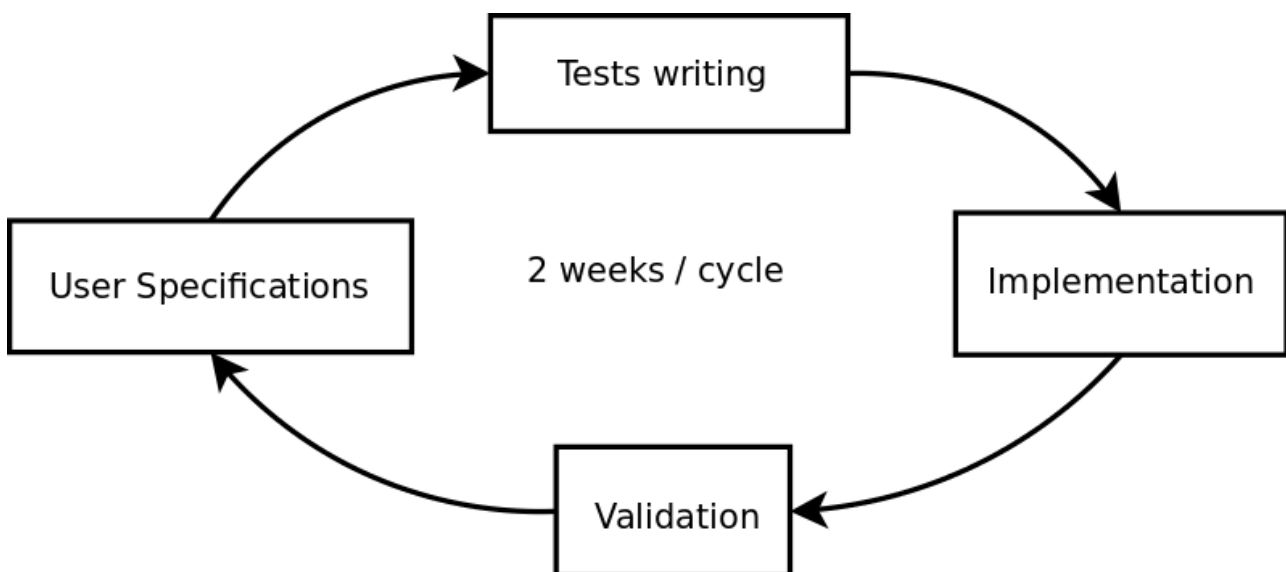 Tests writing
User Specifications
2 weeks / cycle
Implementation
Validation